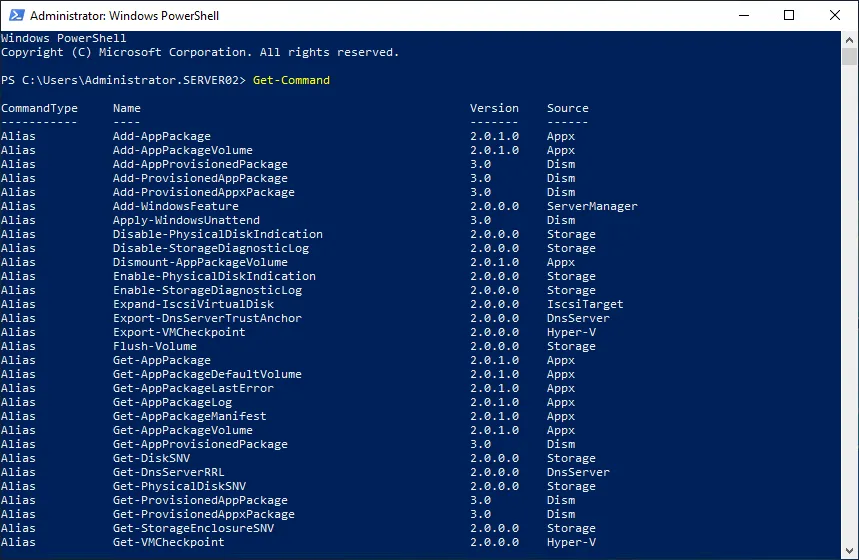 Administrator: Windows PowerShell
Windows PowerShell
Copyright (C) Microsoft Corporation. All rights reserved.
PS C:\Users\Administrator.SERVER02> Get-Command
CommandType Name Version Source
----------- ---- ------- ------
Alias Add-AppPackage 2.0.1.0 Appx
Alias Add-AppPackageVolume 2.0.1.0 Appx
Alias Add-AppProvisionedPackage 3.0 Dism
Alias Add-ProvisionedAppPackage 3.0 Dism
Alias Add-ProvisionedAppxPackage 3.0 Dism
Alias Add-WindowsFeature 2.0.0.0 ServerManager
Alias Apply-WindowsUnattend 3.0 Dism
Alias Disable-PhysicalDiskIndication 2.0.0.0 Storage
Alias Disable-StorageDiagnosticLog 2.0.0.0 Storage
Alias Dismount-AppPackageVolume 2.0.1.0 Appx
Alias Enable-PhysicalDiskIndication 2.0.0.0 Storage
Alias Enable-StorageDiagnosticLog 2.0.0.0 Storage
Alias Expand-IscsiVirtualDisk 2.0.0.0 IscsiTarget
Alias Export-DnsServerTrustAnchor 2.0.0.0 DnsServer
Alias Export-VMCheckpoint 2.0.0.0 Hyper-V
Alias Flush-Volume 2.0.0.0 Storage
Alias Get-AppPackage 2.0.1.0 Appx
Alias Get-AppPackageDefaultVolume 2.0.1.0 Appx
Alias Get-AppPackageLastError 2.0.1.0 Appx
Alias Get-AppPackageLog 2.0.1.0 Appx
Alias Get-AppPackageManifest 2.0.1.0 Appx
Alias Get-AppPackageVolume 2.0.1.0 Appx
Alias Get-AppProvisionedPackage 3.0 Dism
Alias Get-DiskSNV 2.0.0.0 Storage
Alias Get-DnsServerRRL 2.0.0.0 DnsServer
Alias Get-PhysicalDiskSNV 2.0.0.0 Storage
Alias Get-ProvisionedAppPackage 3.0 Dism
Alias Get-ProvisionedAppxPackage 3.0 Dism
Alias Get-StorageEnclosureSNV 2.0.0.0 Storage
Alias Get-VMCheckpoint 2.0.0.0 Hyper-V